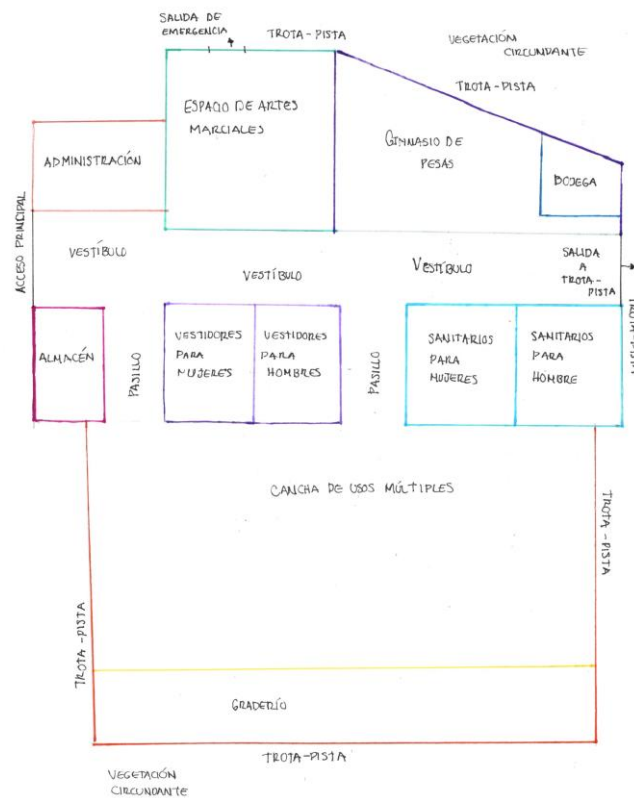 SALIDA DE
EMERGENCIA
TROTA-PISTA
VEGETACIÓN
CIRCUNDANTE
TROTA-PISTA
ESPACIO DE ARTES
MARCIALES
GIMNASIO DE
PESAS
BODEGA
ADMINISTRACIÓN
ACCESO PRINCIPAL
VESTÍBULO
VESTÍBULO
VESTÍBULO
SALIDA
A
TROTA-
PISTA
TROTA-PISTA
ALMACÉN
PASILLO
VESTIDORES
PARA
MUJERES
VESTIDORES
PARA
HOMBRES
PASILLO
SANITARIOS
PARA
MUJERES
SANITARIOS
PARA
HOMBRE
CANCHA DE USOS MÚLTIPLES
TROTA-PISTA
TROTA-PISTA
GRADERÍO
TROTA-PISTA
VEGETACIÓN
CIRCUNDANTE